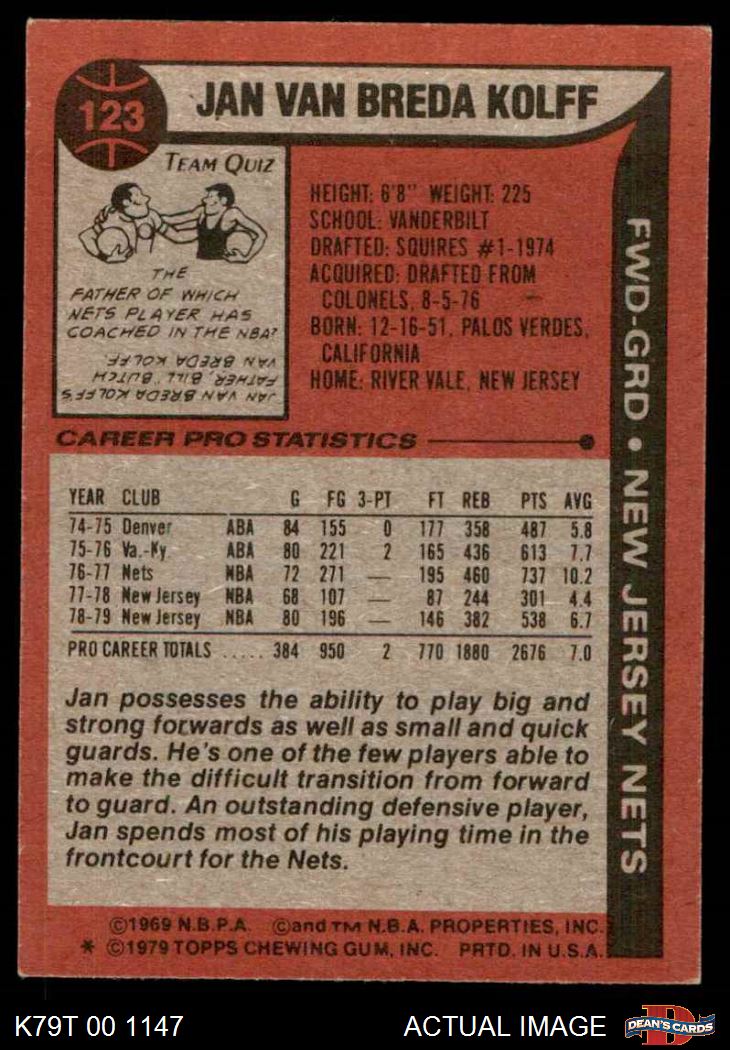 123
JAN VAN BREDA KOLFF
TEAM QUIZ
THE
FATHER OF WHICH
NETS PLAYER HAS
COACHED IN THE NBA?
JAN VAN BREDA KOLFF'S
FATHER, BILL "BUTCH"
VAN BREDA KOLFF.
HEIGHT: 6'8" WEIGHT: 225
SCHOOL: VANDERBILT
DRAFTED: SQUIRES #1-1974
ACQUIRED: DRAFTED FROM
COLONELS, 8-5-76
BORN: 12-16-51, PALOS VERDES,
CALIFORNIA
HOME: RIVER VALE, NEW JERSEY
FWD-GRD • NEW JERSEY NETS
CAREER PRO STATISTICS
YEAR CLUB G FG 3-PT FT REB PTS AVG
74-75 Denver ABA 84 155 0 177 358 487 5.8
75-76 Va.-Ky ABA 80 221 2 165 436 613 7.7
76-77 Nets NBA 72 271 — 195 460 737 10.2
77-78 New Jersey NBA 68 107 — 87 244 301 4.4
78-79 New Jersey NBA 80 196 — 146 382 538 6.7
PRO CAREER TOTALS ..... 384 950 2 770 1880 2676 7.0
Jan possesses the ability to play big and
strong forwards as well as small and quick
guards. He's one of the few players able to
make the difficult transition from forward
to guard. An outstanding defensive player,
Jan spends most of his playing time in the
frontcourt for the Nets.
©1969 N.B.P.A. ©and TM N.B.A. PROPERTIES, INC.
* ©1979 TOPPS CHEWING GUM, INC. PRTD. IN U.S.A.
K79T 00 1147
ACTUAL IMAGE
D
DEAN'S CARDS